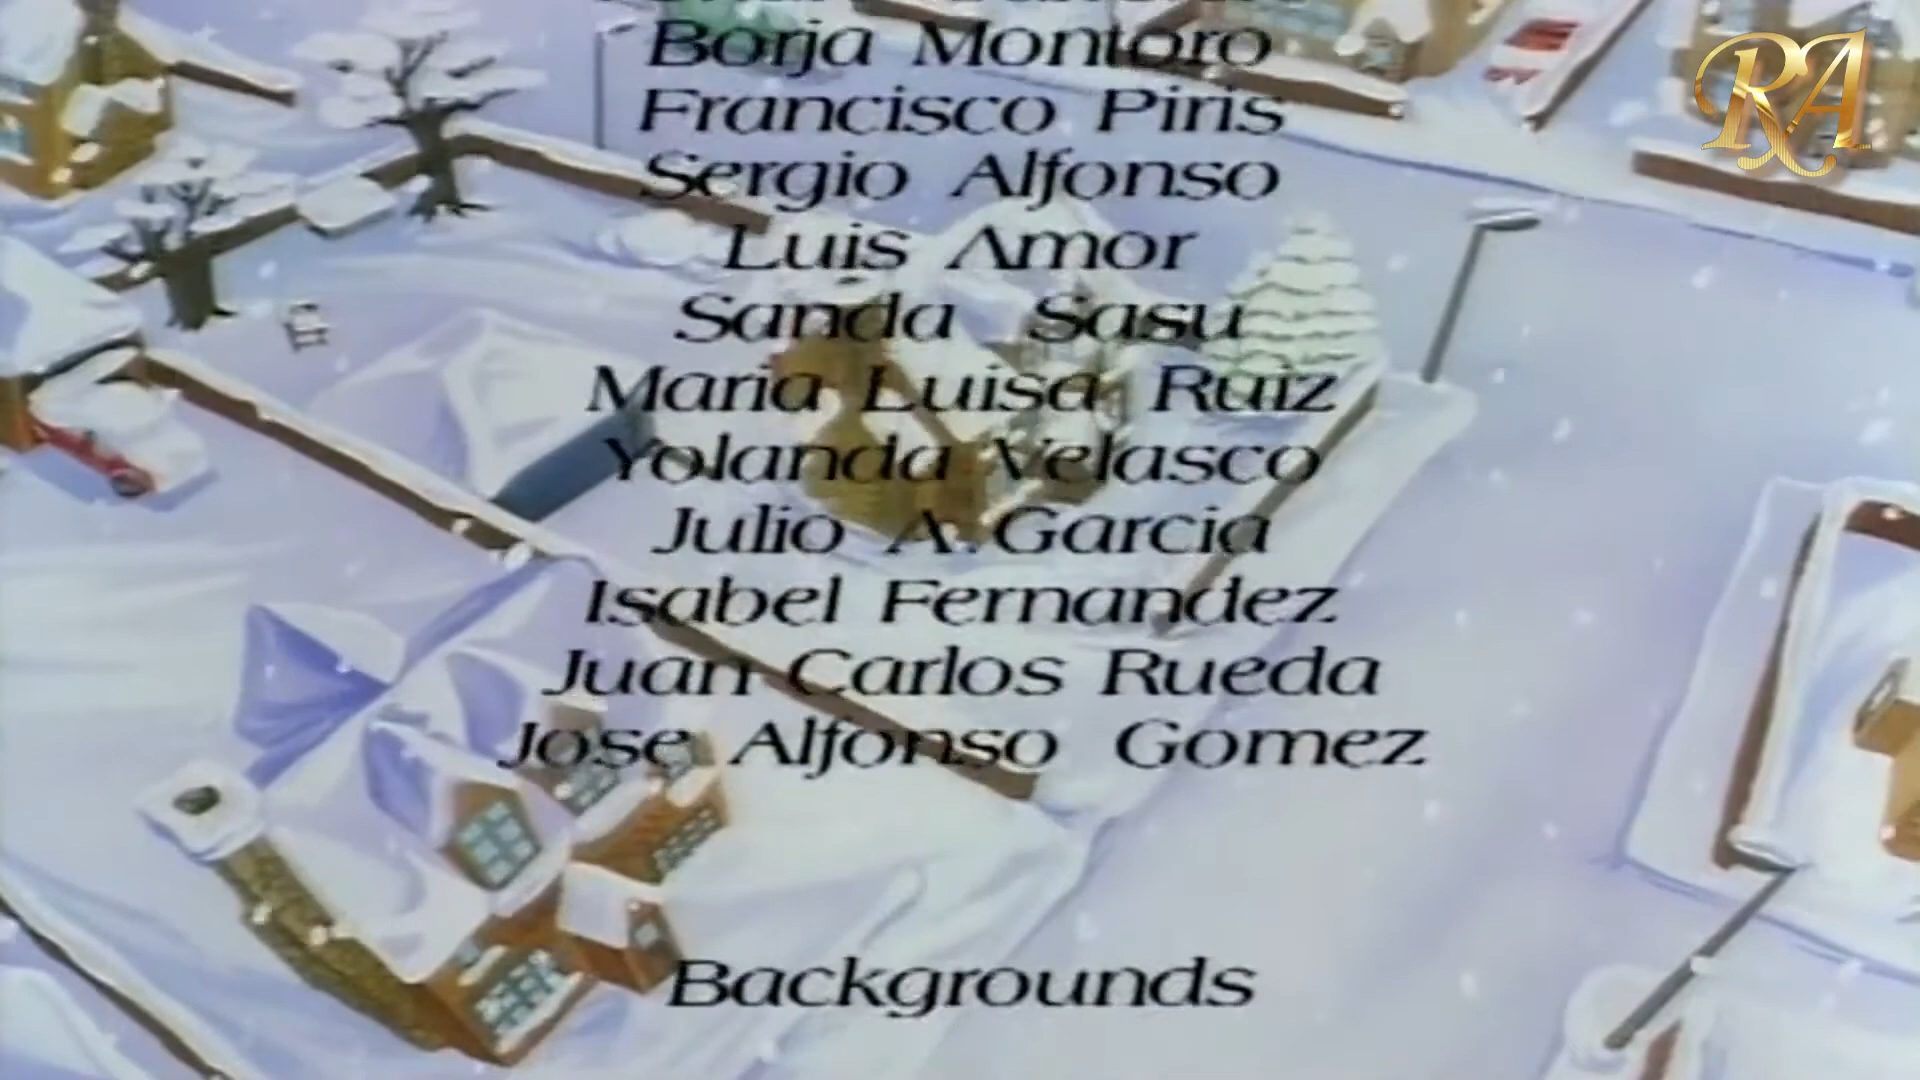 Borja Montoro
Francisco Piris
Sergio Alfonso
Luis Amor
Sanda Sasu
Maria Luisa Ruiz
Yolanda Velasco
Julio A. Garcia
Isabel Fernandez
Juan Carlos Rueda
Jose Alfonso Gomez
Backgrounds
RA